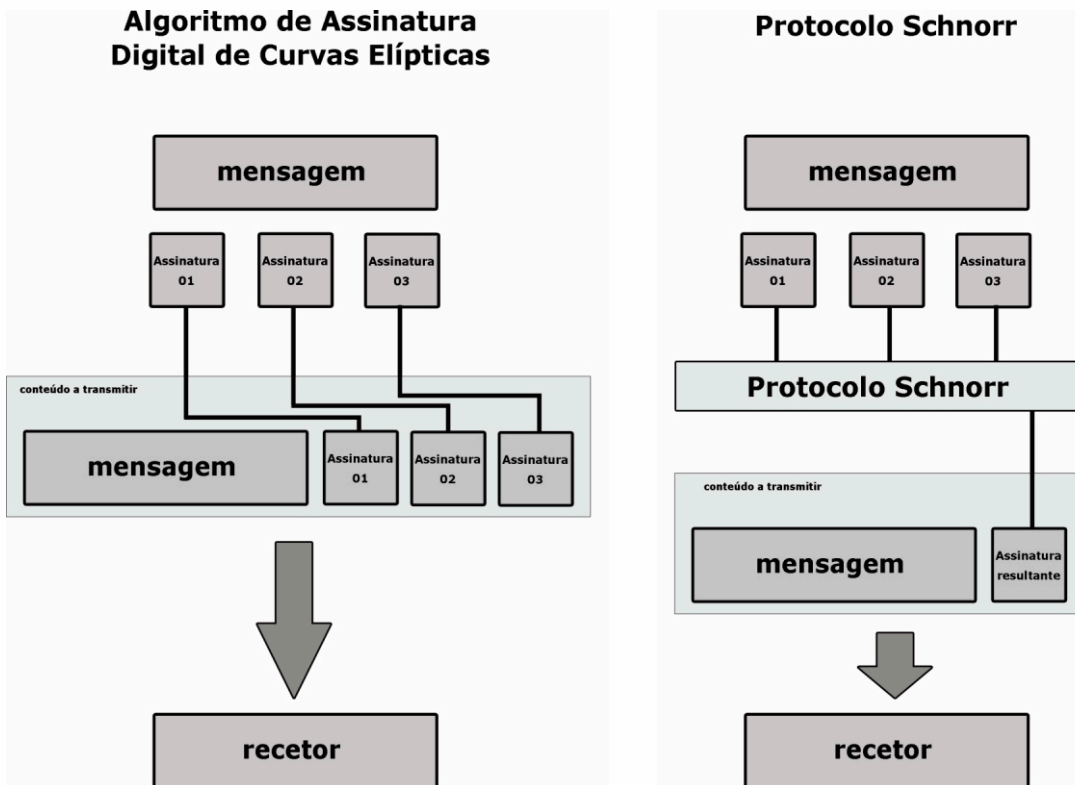 Algoritmo de Assinatura
Digital de Curvas Elípticas
mensagem
Assinatura
01
Assinatura
02
Assinatura
03
conteúdo a transmitir
mensagem
Assinatura
01
Assinatura
02
Assinatura
03
recetor
Protocolo Schnorr
mensagem
Assinatura
01
Assinatura
02
Assinatura
03
Protocolo Schnorr
conteúdo a transmitir
mensagem
Assinatura
resultante
recetor